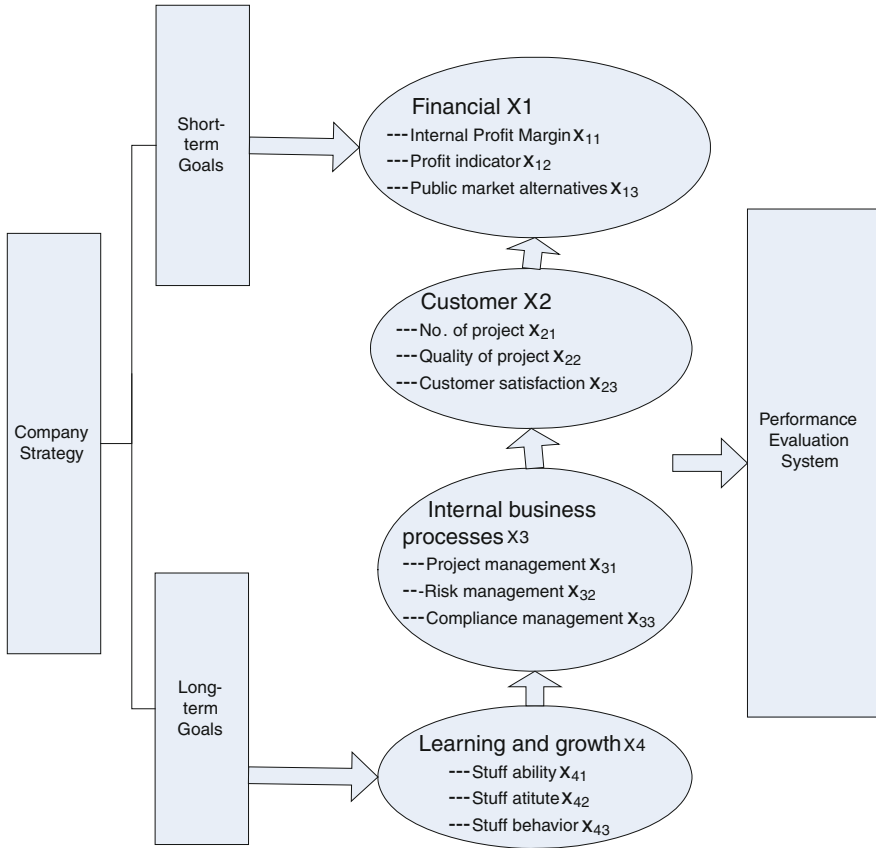 Company
Strategy
Short-
term
Goals
Long-
term
Goals
Financial X1
---Internal Profit Margin X11
---Profit indicator X12
---Public market alternatives X13
Customer X2
---No. of project X21
---Quality of project X22
---Customer satisfaction X23
Internal business
processes X3
---Project management X31
---Risk management X32
---Compliance management X33
Learning and growth X4
---Stuff ability X41
---Stuff atitute X42
---Stuff behavior X43
Performance
Evaluation
System